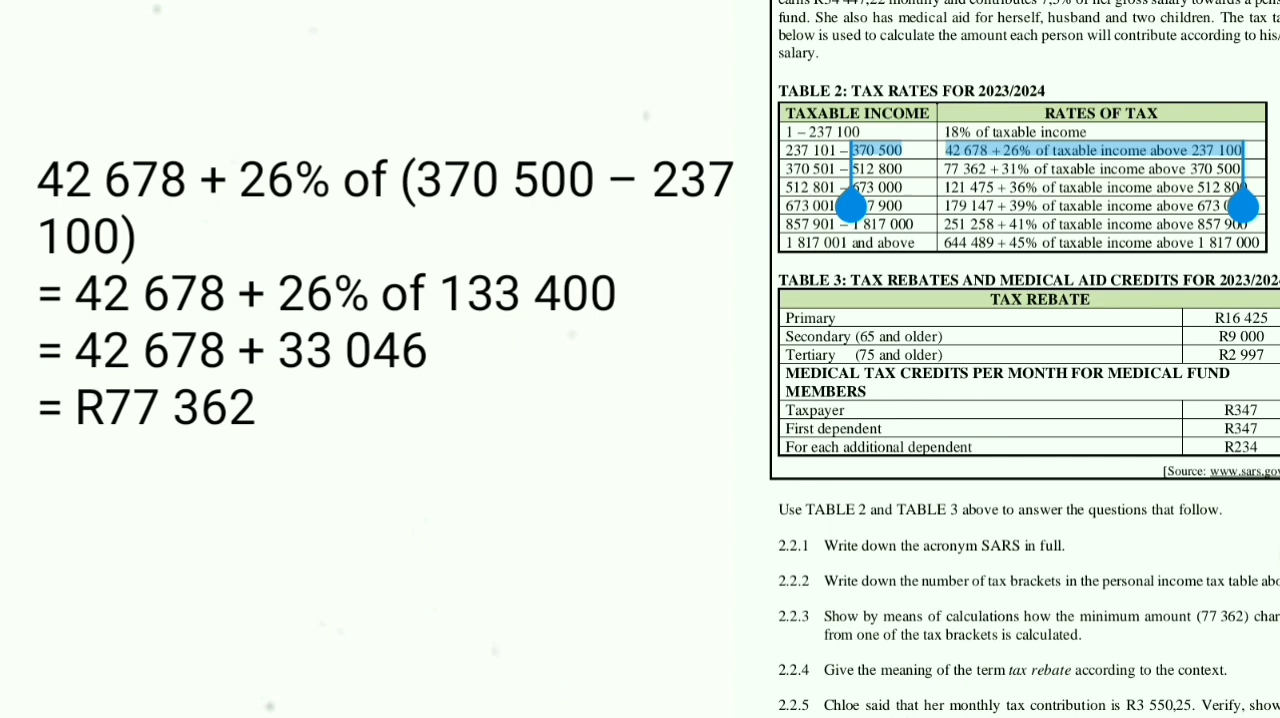 42 678 + 26% of (370 500 – 237
100)
= 42 678 + 26% of 133 400
= 42 678 + 33 046
= R77 362
fund. She also has medical aid for herself, husband and two children. The tax ta
below is used to calculate the amount each person will contribute according to his/
salary.
TABLE 2: TAX RATES FOR 2023/2024
TAXABLE INCOME RATES OF TAX
1 – 237 100 18% of taxable income
237 101 – 370 500 42 678 + 26% of taxable income above 237 100
370 501 – 512 800 77 362 + 31% of taxable income above 370 500
512 801 – 673 000 121 475 + 36% of taxable income above 512 800
673 001 7 900 179 147 + 39% of taxable income above 673
857 901 – 1 817 000 251 258 + 41% of taxable income above 857 900
1 817 001 and above 644 489 + 45% of taxable income above 1 817 000
TABLE 3: TAX REBATES AND MEDICAL AID CREDITS FOR 2023/202
TAX REBATE
Primary R16 425
Secondary (65 and older) R9 000
Tertiary (75 and older) R2 997
MEDICAL TAX CREDITS PER MONTH FOR MEDICAL FUND
MEMBERS
Taxpayer R347
First dependent R347
For each additional dependent R234
[Source: www.sars.gov
Use TABLE 2 and TABLE 3 above to answer the questions that follow.
2.2.1 Write down the acronym SARS in full.
2.2.2 Write down the number of tax brackets in the personal income tax table abo
2.2.3 Show by means of calculations how the minimum amount (77 362) char
from one of the tax brackets is calculated.
2.2.4 Give the meaning of the term tax rebate according to the context.
2.2.5 Chloe said that her monthly tax contribution is R3 550,25. Verify, show